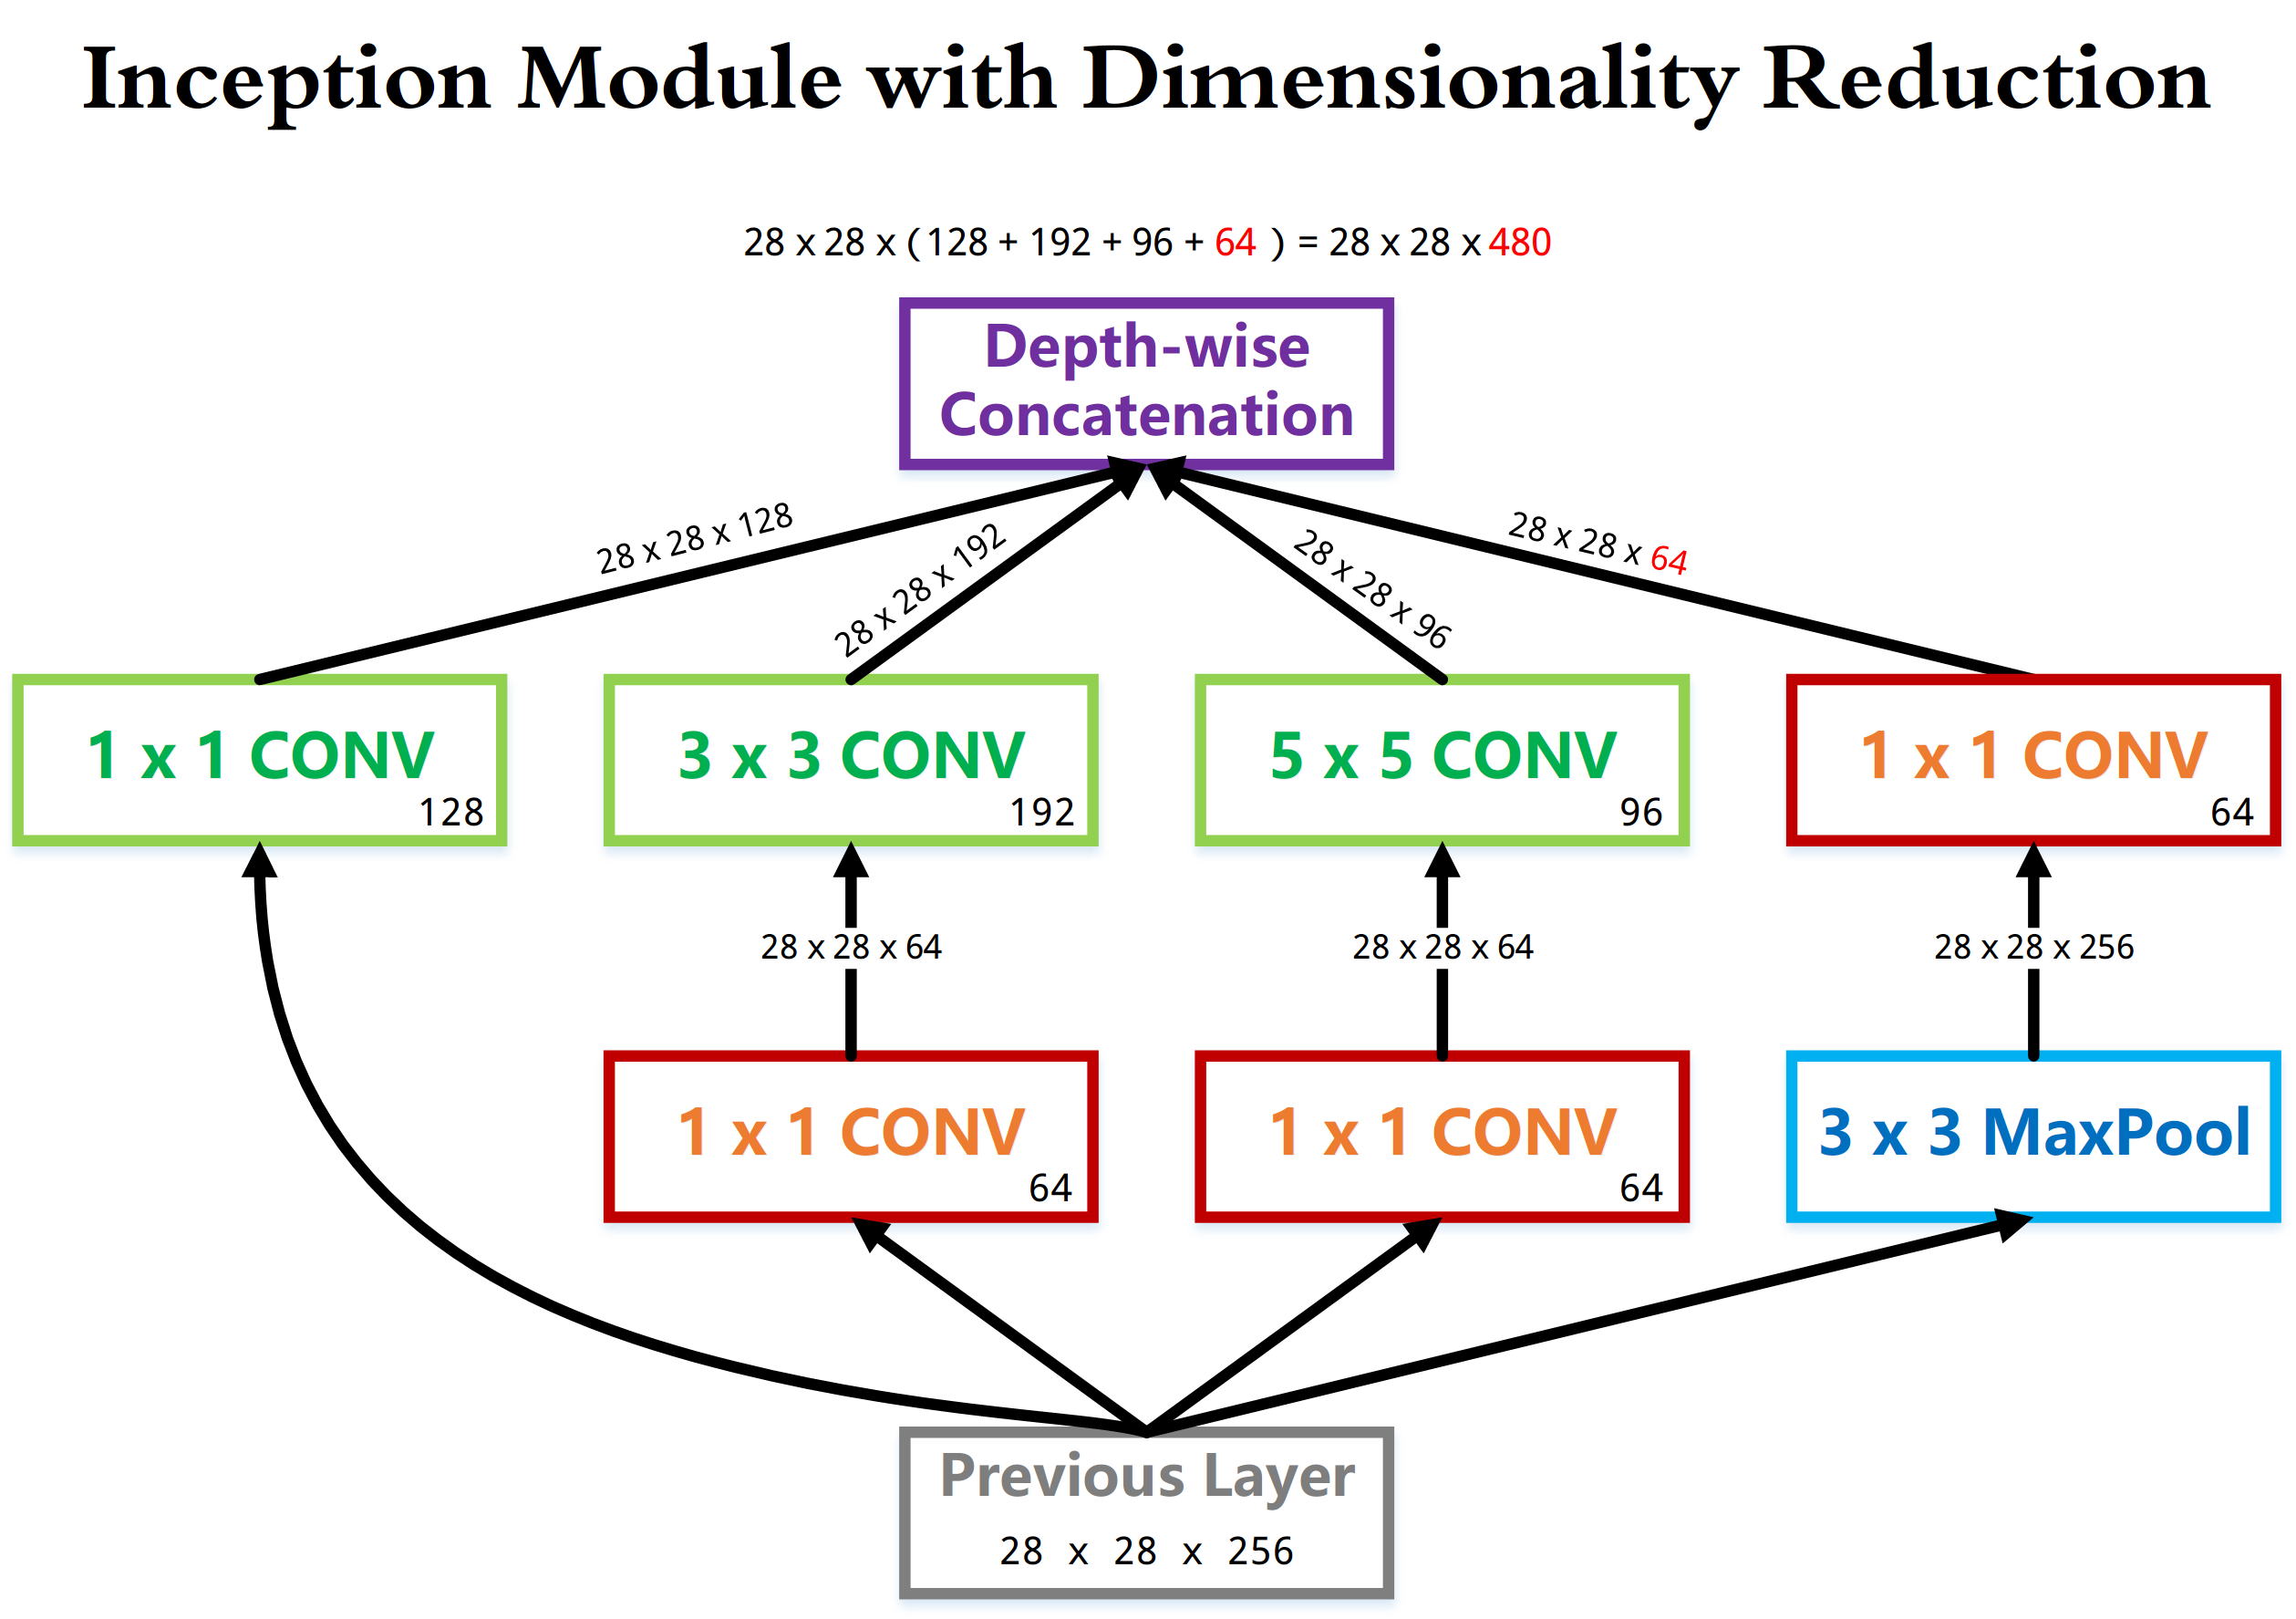 Inception Module with Dimensionality Reduction
28 x 28 x (128 + 192 + 96 + 64 ) = 28 x 28 x 480
Depth-wise
Concatenation
28 x 28 x 128
28 x 28 x 192
28 x 28 x 96
28 x 28 x 64
1 x 1 CONV
128
3 x 3 CONV
192
5 x 5 CONV
96
1 x 1 CONV
64
28 x 28 x 64
28 x 28 x 64
28 x 28 x 256
1 x 1 CONV
64
1 x 1 CONV
64
3 x 3 MaxPool
Previous Layer
28 x 28 x 256